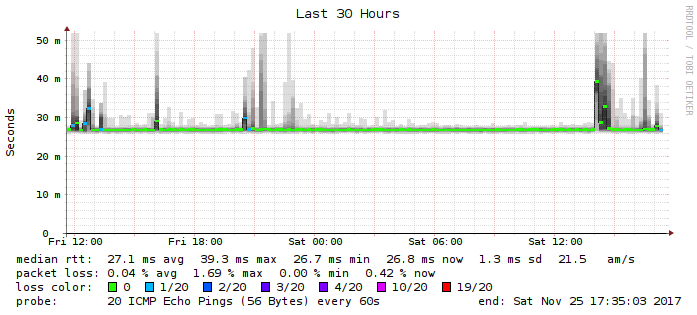 Last 30 Hours
RRDTOOL / TOBI OETIKER
Seconds
50 m
40 m
30 m
20 m
10 m
0
Fri 12:00 Fri 18:00 Sat 00:00 Sat 06:00 Sat 12:00
median rtt: 27.1 ms avg 39.3 ms max 26.7 ms min 26.8 ms now 1.3 ms sd 21.5 am/s
packet loss: 0.04 % avg 1.69 % max 0.00 % min 0.42 % now
loss color: 0 1/20 2/20 3/20 4/20 10/20 19/20
probe: 20 ICMP Echo Pings (56 Bytes) every 60s end: Sat Nov 25 17:35:03 2017